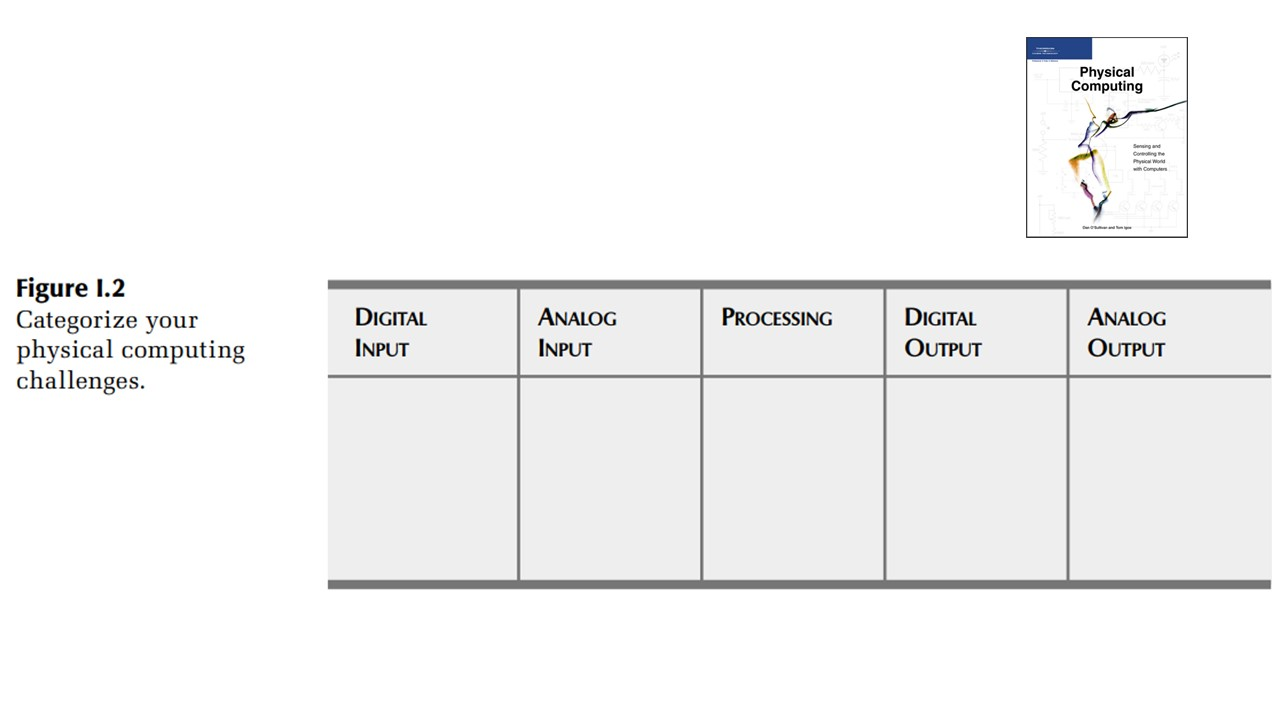 Physical
Computing
Sensing and
Controlling the
Physical World
with Computers
Dan O'Sullivan and Tom Igoe
Figure I.2
Categorize your
physical computing
challenges.
DIGITAL
INPUT
ANALOG
INPUT
PROCESSING
DIGITAL
OUTPUT
ANALOG
OUTPUT